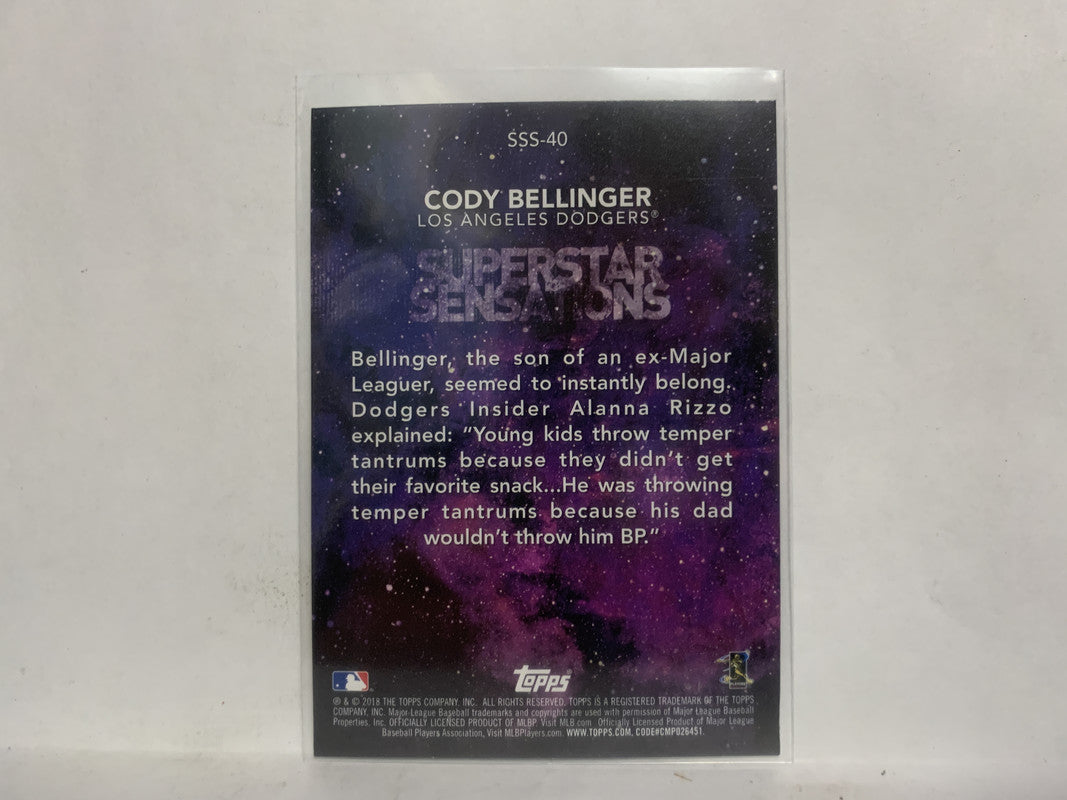 SSS-40
CODY BELLINGER
LOS ANGELES DODGERS®
SUPERSTAR
SENSATIONS
Bellinger, the son of an ex-Major
Leaguer, seemed to instantly belong.
Dodgers Insider Alanna Rizzo
explained: “Young kids throw temper
tantrums because they didn’t get
their favorite snack...He was throwing
temper tantrums because his dad
wouldn’t throw him BP.”
Topps
® & © 2018 THE TOPPS COMPANY, INC. ALL RIGHTS RESERVED. TOPPS IS A REGISTERED TRADEMARK OF THE TOPPS
COMPANY, INC. Major League Baseball trademarks and copyrights are used with permission of Major League Baseball
Properties, Inc. OFFICIALLY LICENSED PRODUCT OF MLBP. Visit MLB.com Officially Licensed Product of Major League
Baseball Players Association, Visit MLBPlayers.com. WWW.TOPPS.COM, CODE#CMP026451.